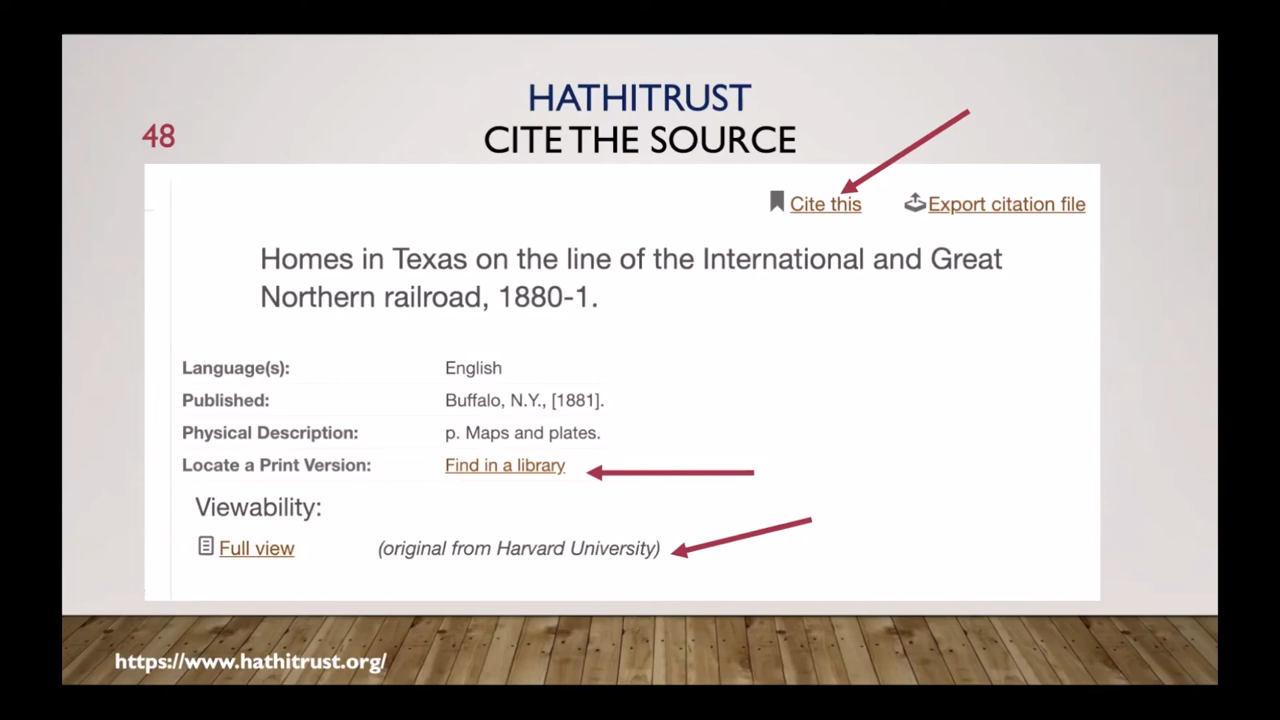 HATHITRUST
CITE THE SOURCE
48
Cite this Export citation file
Homes in Texas on the line of the International and Great
Northern railroad, 1880-1.
Language(s): English
Published: Buffalo, N.Y., [1881].
Physical Description: p. Maps and plates.
Locate a Print Version: Find in a library
Viewability:
Full view (original from Harvard University)
https://www.hathitrust.org/